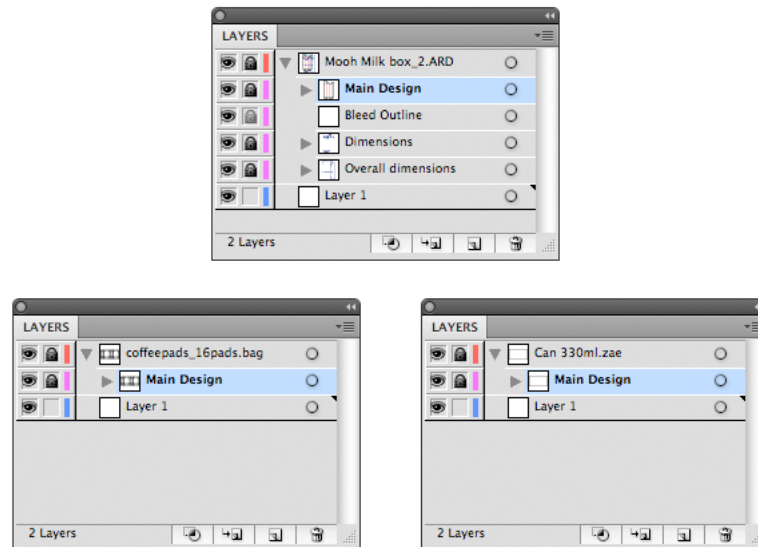 LAYERS
Mooh Milk box_2.ARD
Main Design
Bleed Outline
Dimensions
Overall dimensions
Layer 1
2 Layers
LAYERS
coffeepads_16pads.bag
Main Design
Layer 1
2 Layers
LAYERS
Can 330ml.zae
Main Design
Layer 1
2 Layers